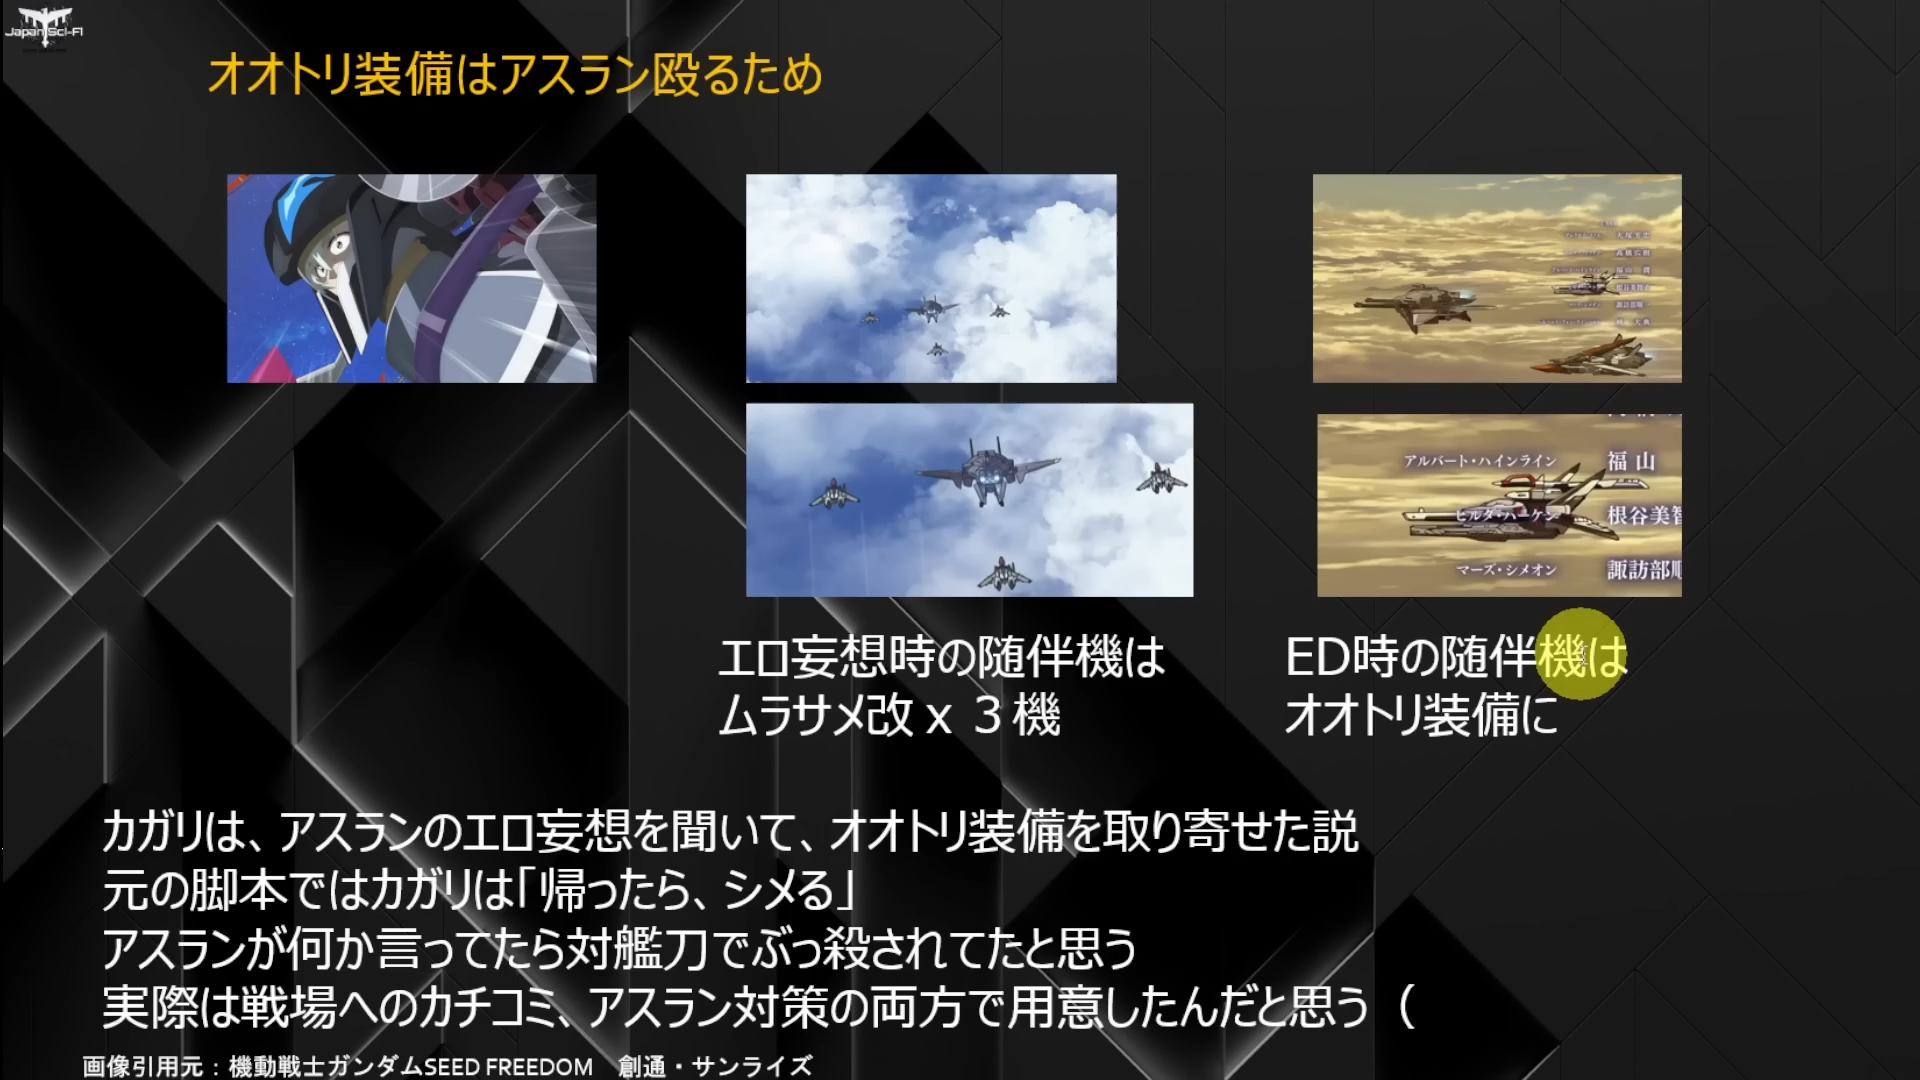 Japan Sci-Fi
オオトリ装備はアスラン殴るため
アルバート・ハインライン 福山
ヒルダ・ハーケン 根谷美智
マーズ・シメオン 諏訪部順
エロ妄想時の随伴機は
ムラサメ改 x 3機
ED時の随伴機は
オオトリ装備に
カガリは、アスランのエロ妄想を聞いて、オオトリ装備を取り寄せた説
元の脚本ではカガリは「帰ったら、シメる」
アスランが何か言ってたら対艦刀でぶっ殺されてたと思う
実際は戦場へのカチコミ、アスラン対策の両方で用意したんだと思う（
画像引用元：機動戦士ガンダムSEED FREEDOM　創通・サンライズ